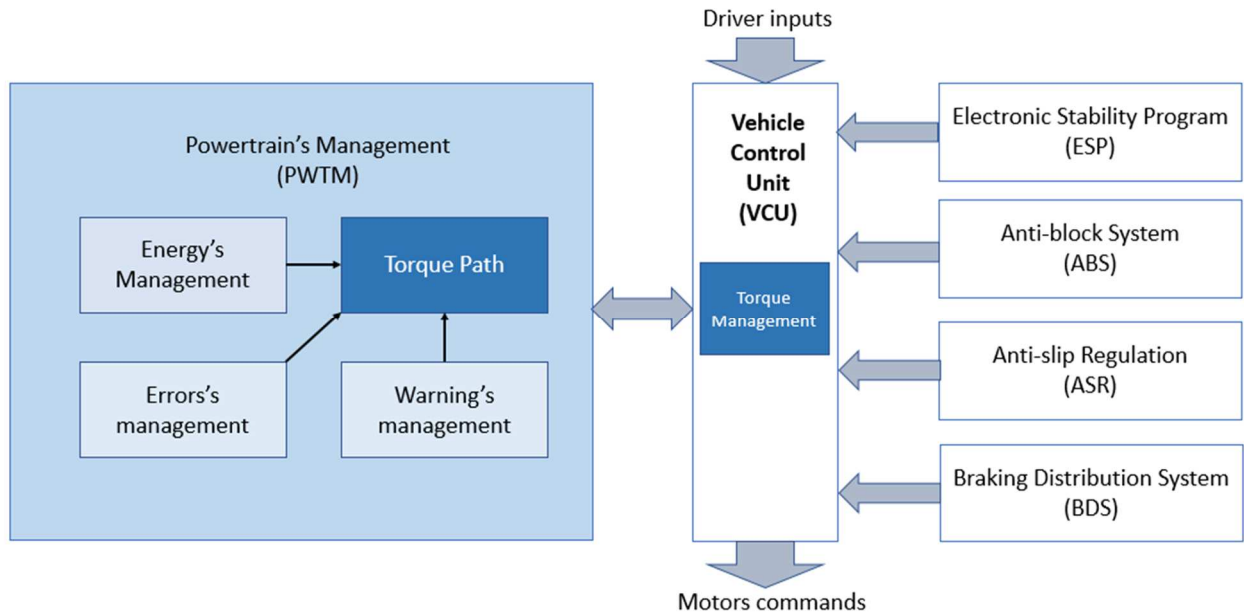 Driver inputs
Powertrain's Management
(PWTM)
Energy's
Management
Torque Path
Errors's
management
Warning's
management
Vehicle
Control
Unit
(VCU)
Torque
Management
Electronic Stability Program
(ESP)
Anti-block System
(ABS)
Anti-slip Regulation
(ASR)
Braking Distribution System
(BDS)
Motors commands